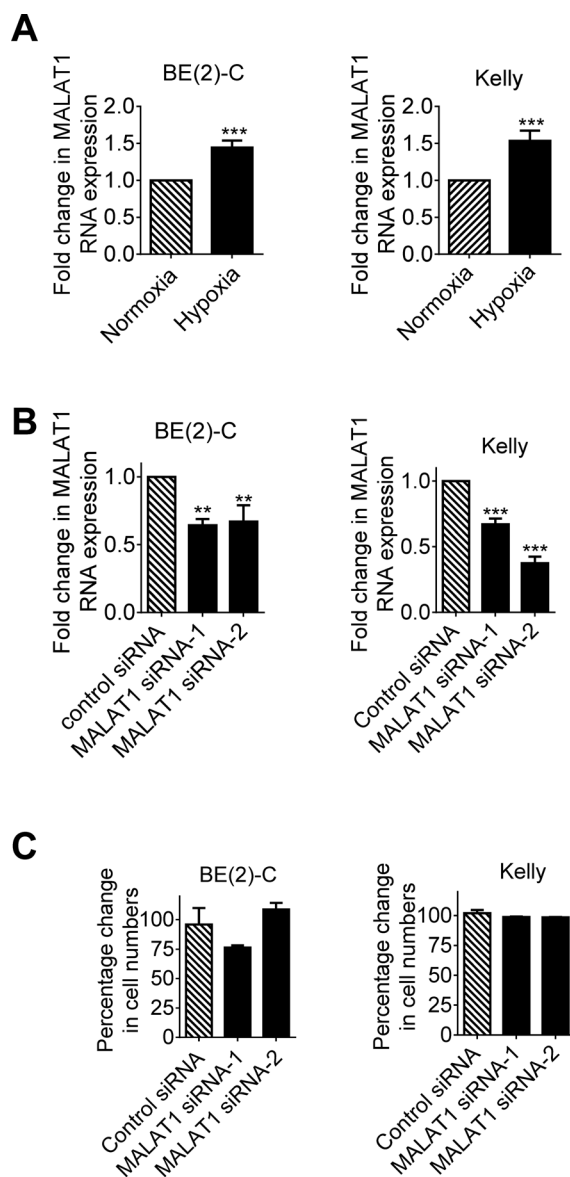 A
BE(2)-C
Fold change in MALAT1
RNA expression
2.0
1.5
1.0
0.5
0.0
***
Normoxia
Hypoxia
Kelly
Fold change in MALAT1
RNA expression
2.0
1.5
1.0
0.5
0.0
***
Normoxia
Hypoxia
B
BE(2)-C
Fold change in MALAT1
RNA expression
1.0
0.5
0.0
**
**
control siRNA
MALAT1 siRNA-1
MALAT1 siRNA-2
Kelly
Fold change in MALAT1
RNA expression
1.0
0.5
0.0
***
***
Control siRNA
MALAT1 siRNA-1
MALAT1 siRNA-2
C
BE(2)-C
Percentage change
in cell numbers
100
75
50
25
0
Control siRNA
MALAT1 siRNA-1
MALAT1 siRNA-2
Kelly
Percentage change
in cell numbers
100
75
50
25
0
Control siRNA
MALAT1 siRNA-1
MALAT1 siRNA-2